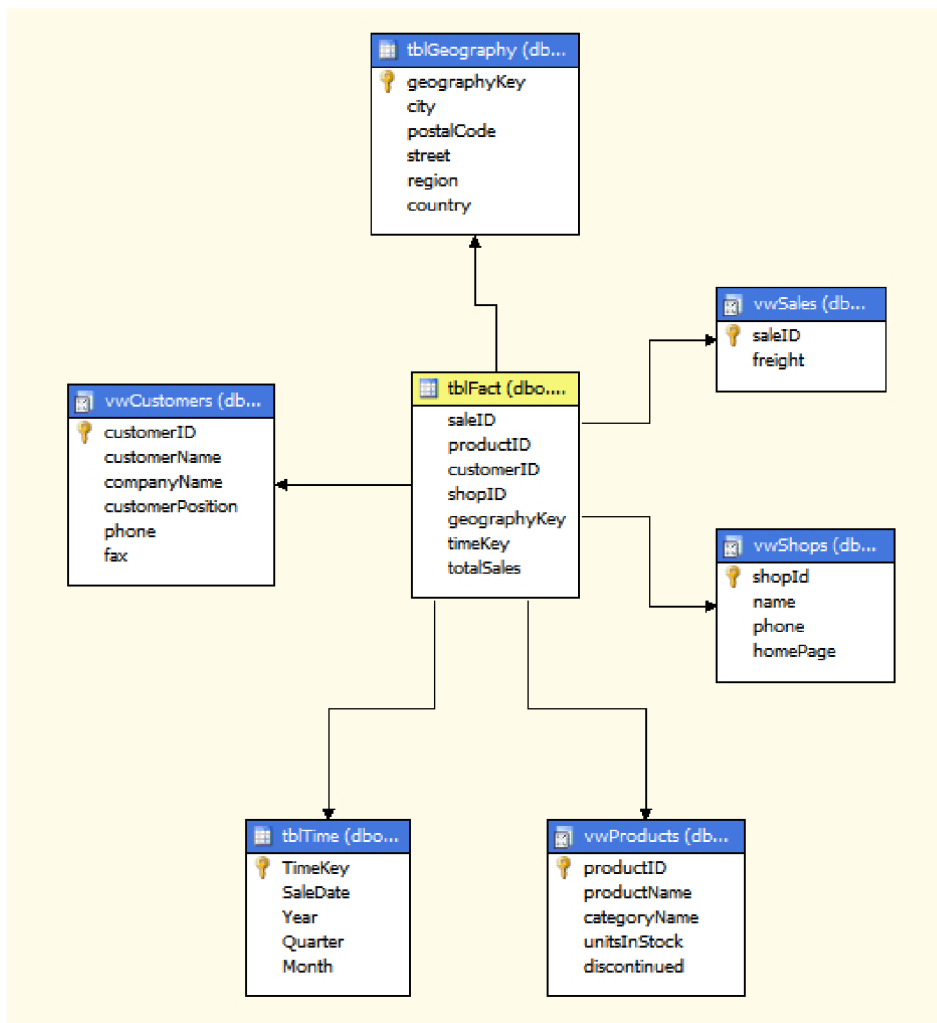 tblGeography (db...
geographyKey
city
postalCode
street
region
country
vwSales (db...
saleID
freight
tblFact (dbo....
saleID
productID
customerID
shopID
geographyKey
timeKey
totalSales
vwCustomers (db...
customerID
customerName
companyName
customerPosition
phone
fax
vwShops (db...
shopId
name
phone
homePage
tblTime (dbo...
TimeKey
SaleDate
Year
Quarter
Month
vwProducts (db...
productID
productName
categoryName
unitsInStock
discontinued